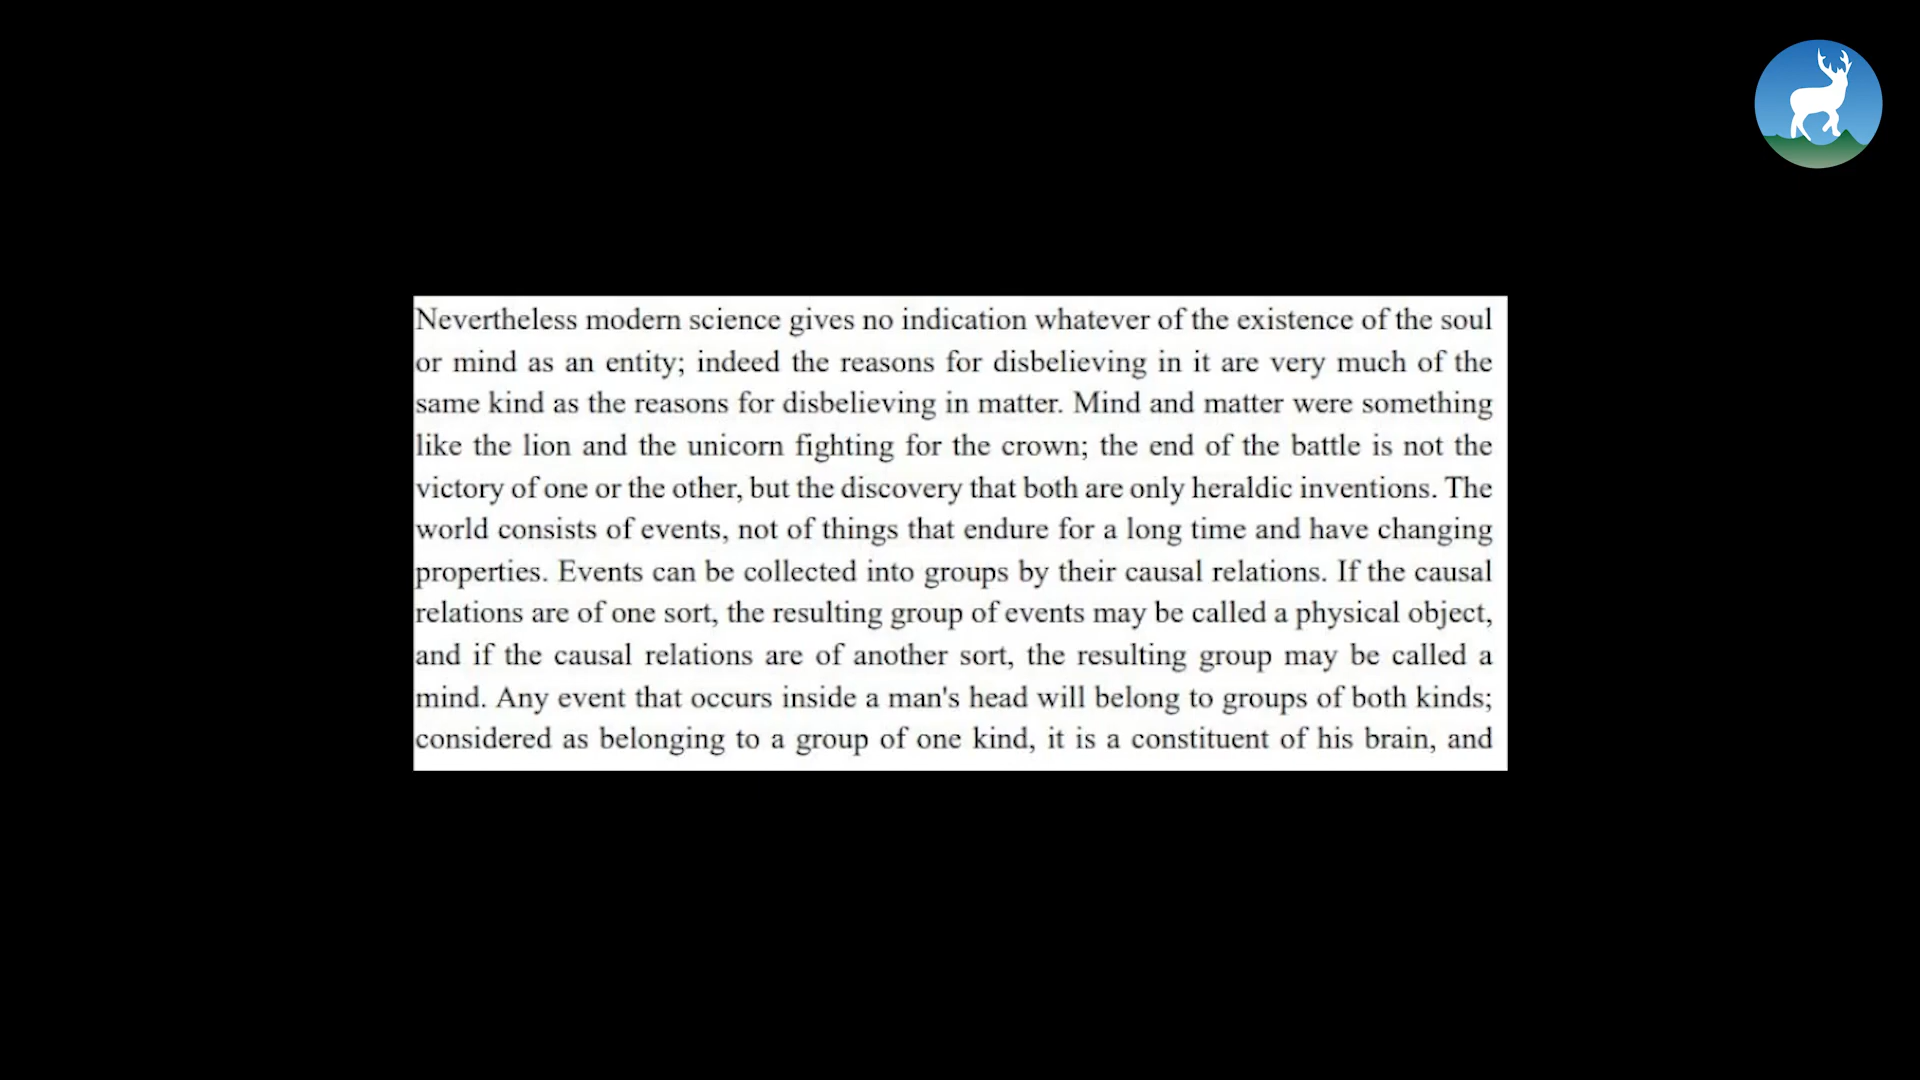 Nevertheless modern science gives no indication whatever of the existence of the soul
or mind as an entity; indeed the reasons for disbelieving in it are very much of the
same kind as the reasons for disbelieving in matter. Mind and matter were something
like the lion and the unicorn fighting for the crown; the end of the battle is not the
victory of one or the other, but the discovery that both are only heraldic inventions. The
world consists of events, not of things that endure for a long time and have changing
properties. Events can be collected into groups by their causal relations. If the causal
relations are of one sort, the resulting group of events may be called a physical object,
and if the causal relations are of another sort, the resulting group may be called a
mind. Any event that occurs inside a man's head will belong to groups of both kinds;
considered as belonging to a group of one kind, it is a constituent of his brain, and